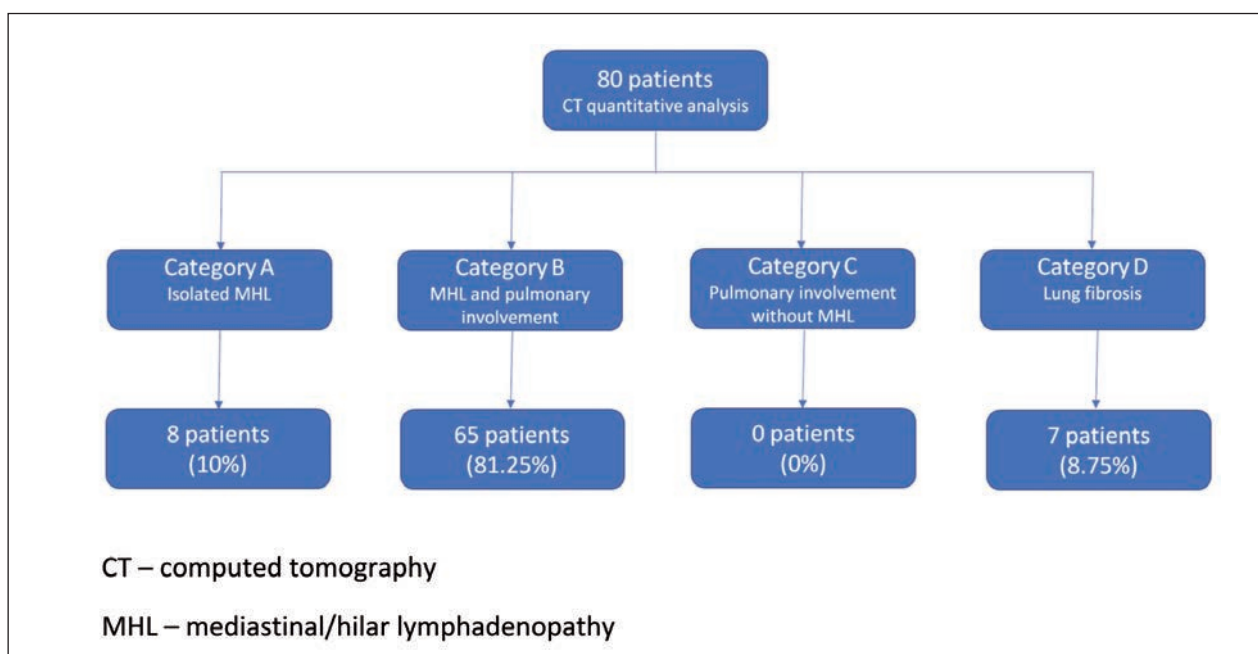 80 patients
CT quantitative analysis
Category A
Isolated MHL
Category B
MHL and pulmonary
involvement
Category C
Pulmonary involvement
without MHL
Category D
Lung fibrosis
8 patients
(10%)
65 patients
(81.25%)
0 patients
(0%)
7 patients
(8.75%)
CT – computed tomography
MHL – mediastinal/hilar lymphadenopathy